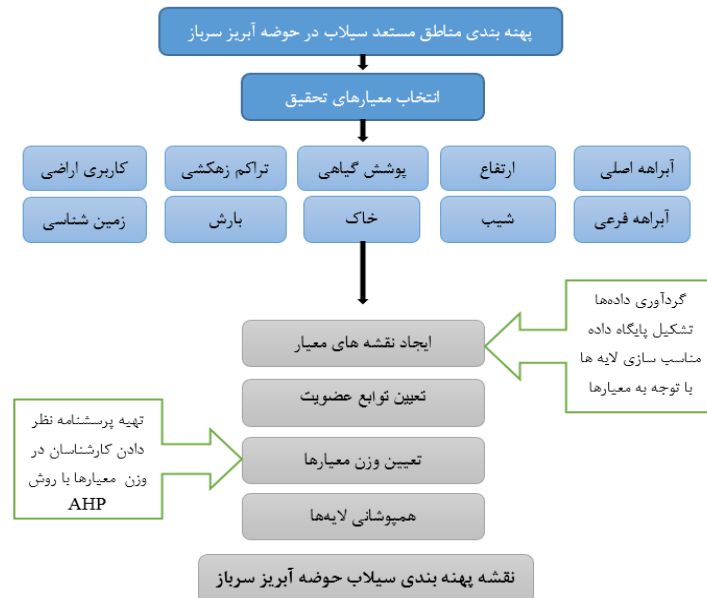 پهنه بندی مناطق مستعد سیلاب در حوضه آبریز سرباز
انتخاب معیارهای تحقیق
آبراهه اصلی
ارتفاع
پوشش گیاهی
تراکم زهکشی
کاربری اراضی
آبراهه فرعی
شیب
خاک
بارش
زمین شناسی
گردآوری داده‌ها
تشکیل پایگاه داده
مناسب سازی لایه ها
با توجه به معیارها
ایجاد نقشه های معیار
تعیین توابع عضویت
تهیه پرسشنامه نظر
دادن کارشناسان در
وزن معیارها با روش
AHP
تعیین وزن معیارها
همپوشانی لایه‌ها
نقشه پهنه بندی سیلاب حوضه آبریز سرباز